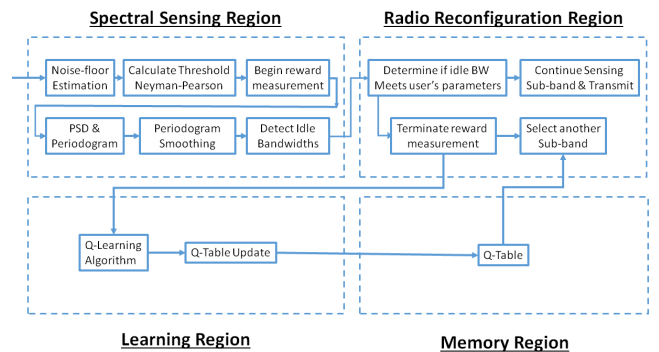 Spectral Sensing Region
Radio Reconfiguration Region
Noise-floor
Estimation
Calculate Threshold
Neyman-Pearson
Begin reward
measurement
Determine if idle BW
Meets user's parameters
Continue Sensing
Sub-band & Transmit
PSD &
Periodogram
Periodogram
Smoothing
Detect Idle
Bandwidths
Terminate reward
measurement
Select another
Sub-band
Q-Learning
Algorithm
Q-Table Update
Q-Table
Learning Region
Memory Region